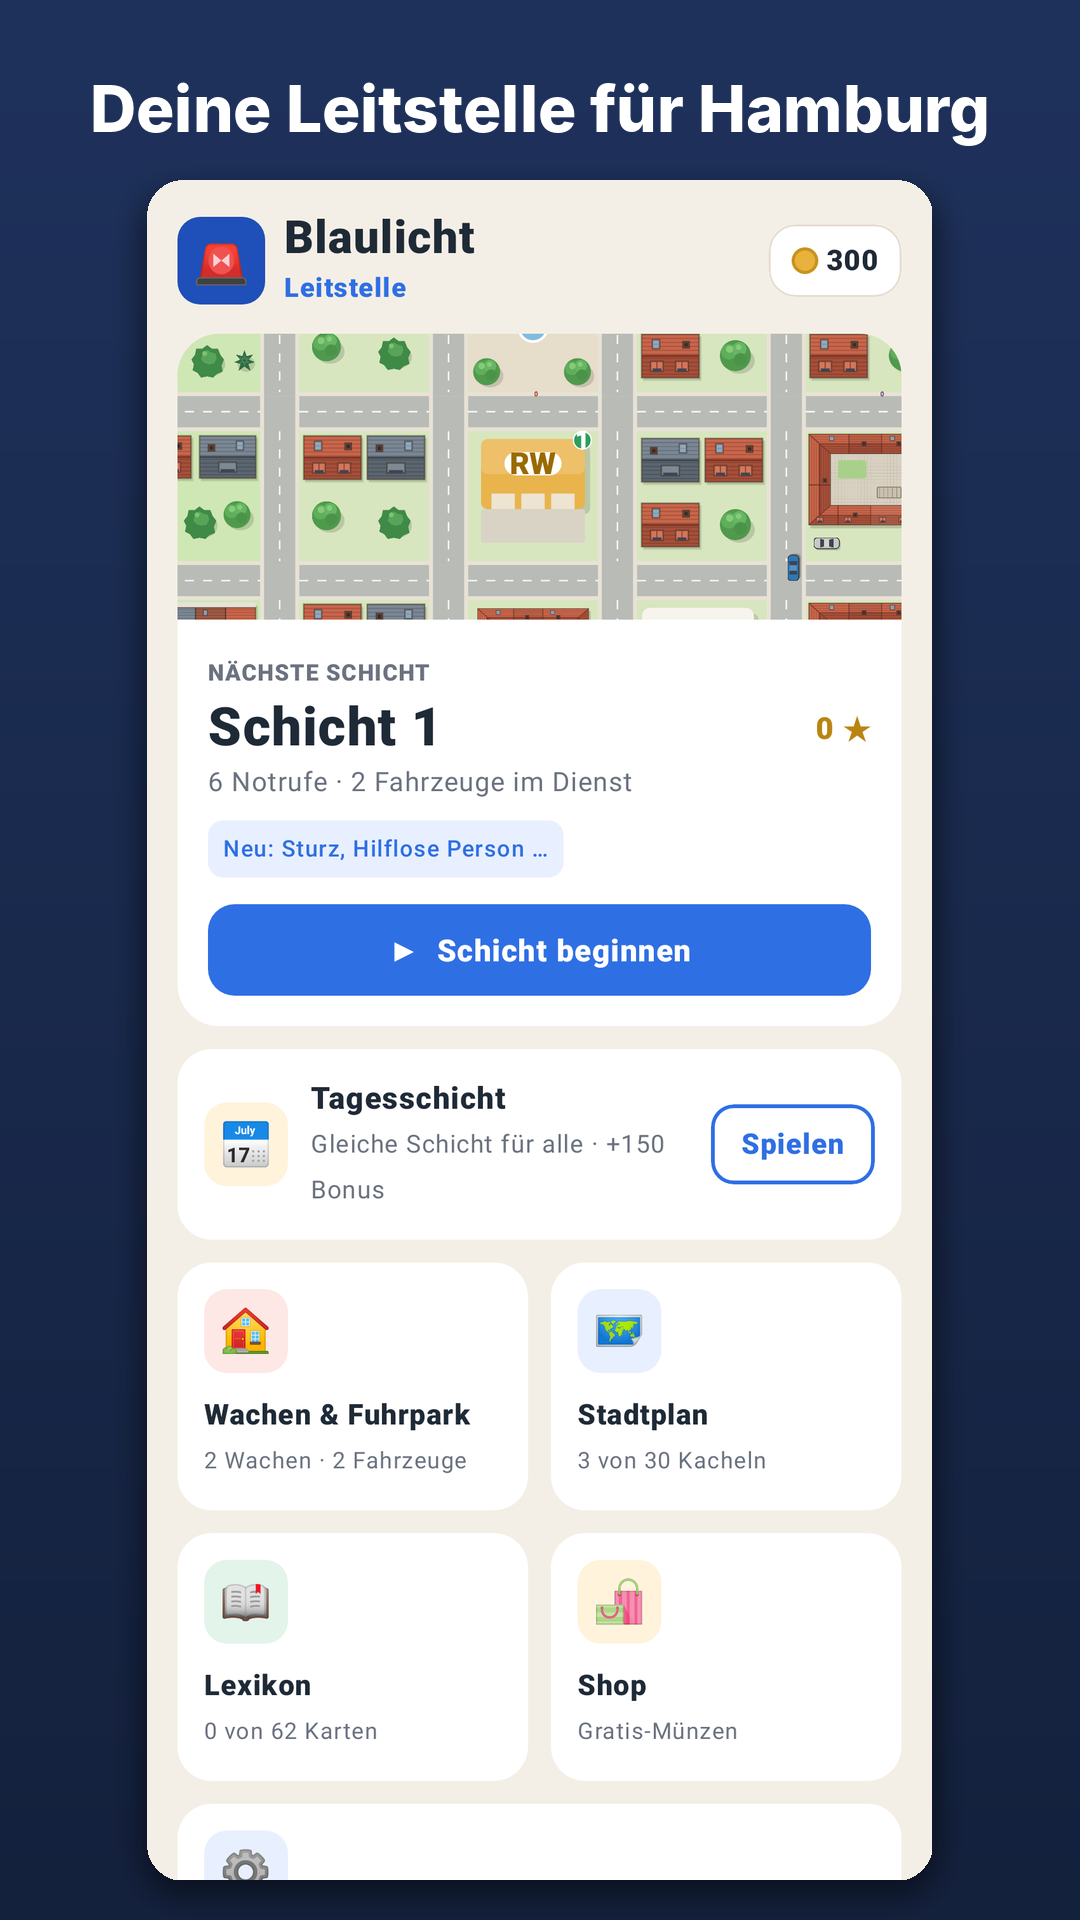 Deine Leitstelle für Hamburg
Blaulicht
Leitstelle
300
RW
NÄCHSTE SCHICHT
Schicht 1
0 ★
6 Notrufe · 2 Fahrzeuge im Dienst
Neu: Sturz, Hilflose Person ...
► Schicht beginnen
Tagesschicht
Gleiche Schicht für alle · +150
Bonus
July
17
Spielen
Wachen & Fuhrpark
2 Wachen · 2 Fahrzeuge
Stadtplan
3 von 30 Kacheln
Lexikon
0 von 62 Karten
Shop
Gratis-Münzen